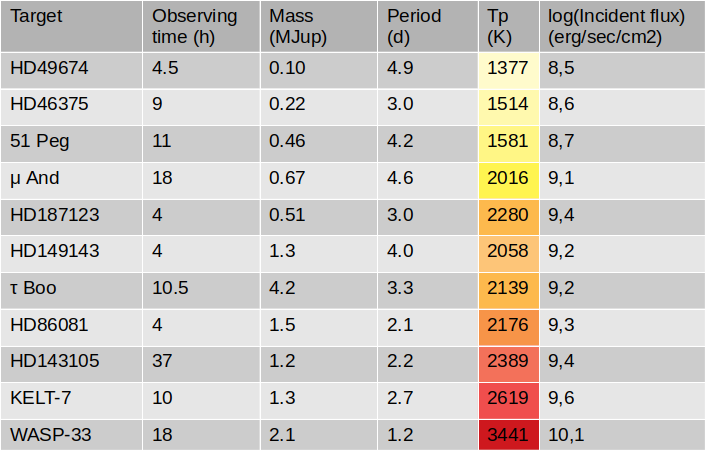 Target Observing time (h) Mass (MJup) Period (d) Tp (K) log(Incident flux) (erg/sec/cm2)
HD49674 4.5 0.10 4.9 1377 8,5
HD46375 9 0.22 3.0 1514 8,6
51 Peg 11 0.46 4.2 1581 8,7
μ And 18 0.67 4.6 2016 9,1
HD187123 4 0.51 3.0 2280 9,4
HD149143 4 1.3 4.0 2058 9,2
τ Boo 10.5 4.2 3.3 2139 9,2
HD86081 4 1.5 2.1 2176 9,3
HD143105 37 1.2 2.2 2389 9,4
KELT-7 10 1.3 2.7 2619 9,6
WASP-33 18 2.1 1.2 3441 10,1